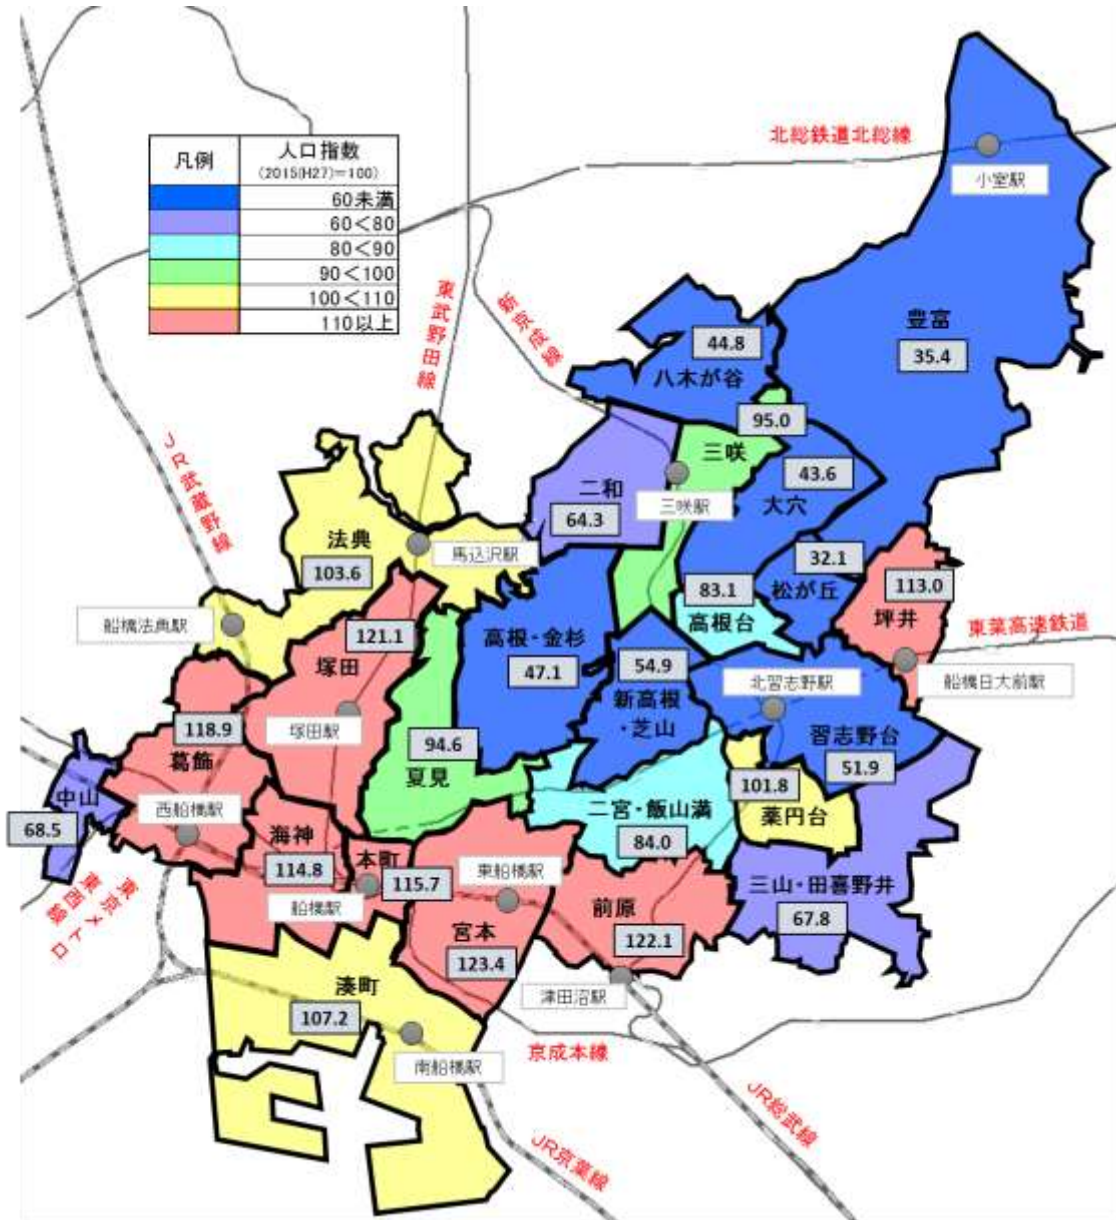 北総鉄道北総線
小室駅
凡例
人口指数
(2015(H27)=100)
60未満
60<80
80<90
90<100
100<110
110以上
東武野田線
新京成線
JR武蔵野線
豊富
35.4
44.8
八木が谷
95.0
三咲
三咲駅
43.6
大穴
二和
64.3
法典
103.6
馬込沢駅
船橋法典駅
32.1
松が丘
83.1
高根台
113.0
坪井
東葉高速鉄道
船橋日大前駅
121.1
塚田
塚田駅
高根・金杉
47.1
54.9
新高根
・芝山
北習志野駅
習志野台
51.9
118.9
葛飾
西船橋駅
94.6
夏見
中山
68.5
101.8
薬円台
二宮・飯山満
84.0
海神
114.8
本町
115.7
船橋駅
東船橋駅
宮本
123.4
前原
122.1
三山・田喜野井
67.8
東京メトロ
東西線
湊町
107.2
南船橋駅
津田沼駅
京成本線
JR総武線
JR京葉線